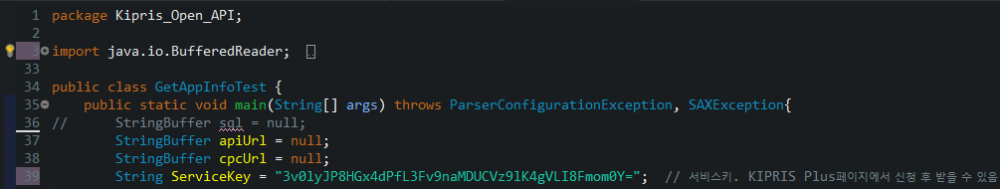 1 package Kipris_Open_API;
2
3 import java.io.BufferedReader;
33
34 public class GetAppInfoTest {
35 public static void main(String[] args) throws ParserConfigurationException, SAXException{
36 // StringBuffer sql = null;
37 StringBuffer apiUrl = null;
38 StringBuffer cpcUrl = null;
39 String ServiceKey = "3v0lyJP8HGx4dPfL3Fv9naMDUCVz9lK4gVLI8Fmom0Y="; // 서비스키. KIPRIS Plus페이지에서 신청 후 받을 수 있음